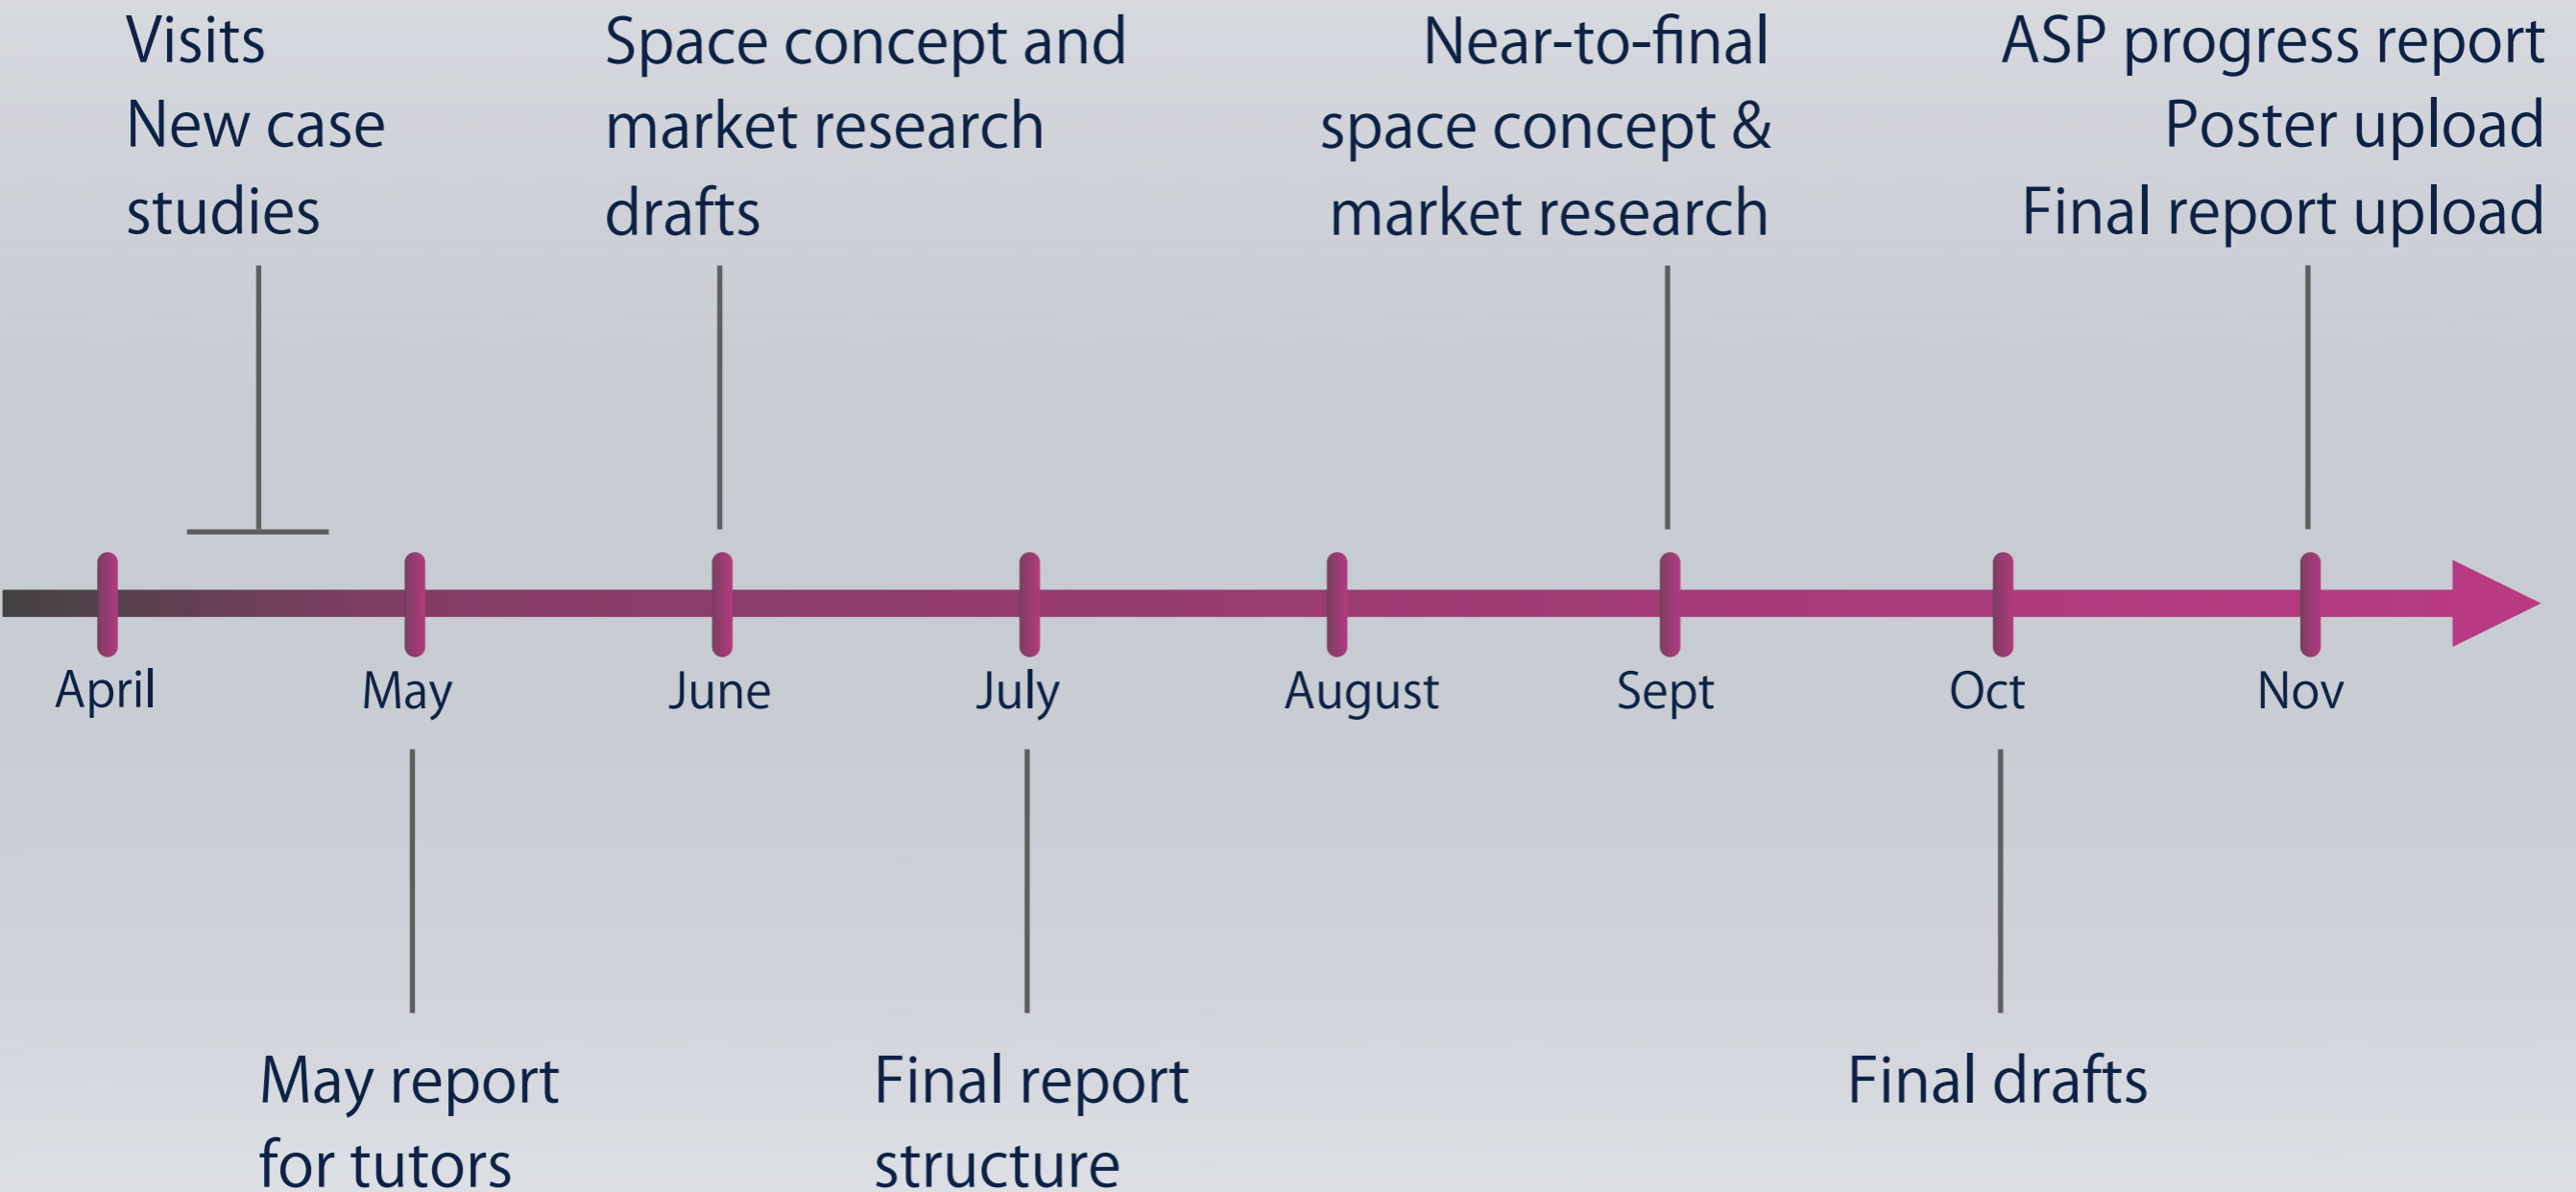 Visits
New case
studies
Space concept and
market research
drafts
Near-to-final
space concept &
market research
ASP progress report
Poster upload
Final report upload
April
May
June
July
August
Sept
Oct
Nov
May report
for tutors
Final report
structure
Final drafts